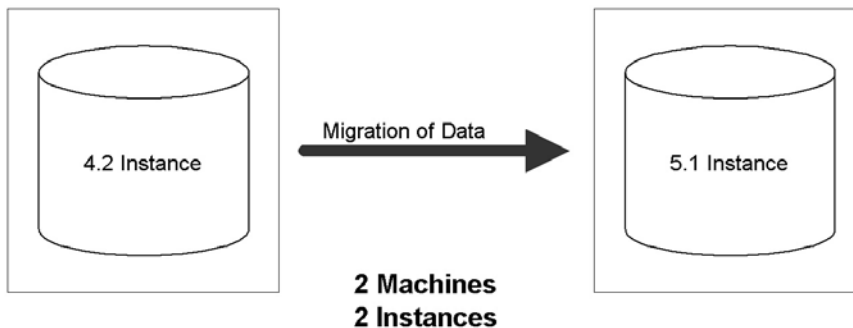 4.2 Instance
Migration of Data
5.1 Instance
2 Machines
2 Instances